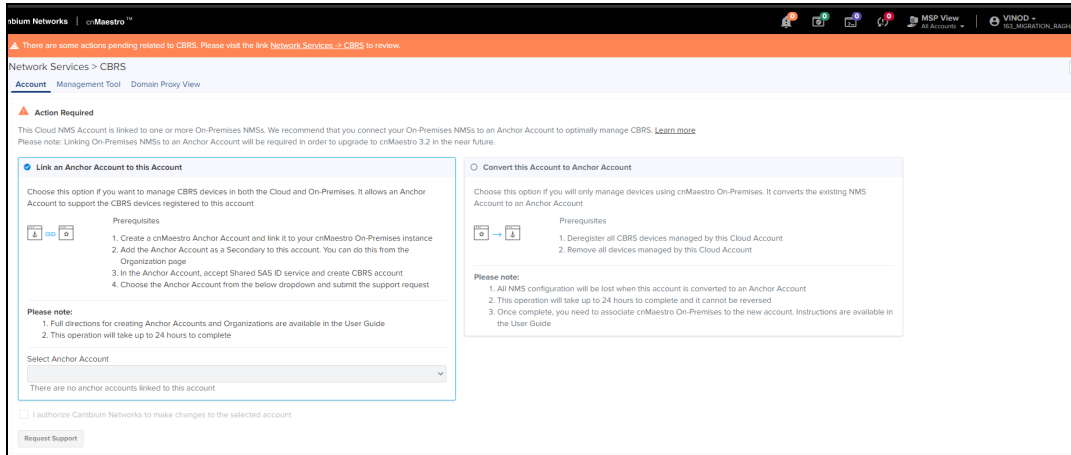 Cambium Networks | cnMaestro™
0
0
0
0
MSP View
All Accounts
VINOD
163_MIGRATION_RAGH
There are some actions pending related to CBRS. Please visit the link Network Services -> CBRS to review.
Network Services > CBRS
Account Management Tool Domain Proxy View
Action Required
This Cloud NMS Account is linked to one or more On-Premises NMSs. We recommend that you connect your On-Premises NMSs to an Anchor Account to optimally manage CBRS. Learn more
Please note: Linking On-Premises NMSs to an Anchor Account will be required in order to upgrade to cnMaestro 3.2 in the near future.
Link an Anchor Account to this Account
Choose this option if you want to manage CBRS devices in both the Cloud and On-Premises. It allows an Anchor
Account to support the CBRS devices registered to this account
Prerequisites
1. Create a cnMaestro Anchor Account and link it to your cnMaestro On-Premises instance
2. Add the Anchor Account as a Secondary to this account. You can do this from the
Organization page
3. In the Anchor Account, accept Shared SAS ID service and create CBRS account
4. Choose the Anchor Account from the below dropdown and submit the support request
Please note:
1. Full directions for creating Anchor Accounts and Organizations are available in the User Guide
2. This operation will take up to 24 hours to complete
Select Anchor Account
There are no anchor accounts linked to this account
Convert this Account to Anchor Account
Choose this option if you will only manage devices using cnMaestro On-Premises. It converts the existing NMS
Account to an Anchor Account
Prerequisites
1. Deregister all CBRS devices managed by this Cloud Account
2. Remove all devices managed by this Cloud Account
Please note:
1. All NMS configuration will be lost when this account is converted to an Anchor Account
2. This operation will take up to 24 hours to complete and it cannot be reversed
3. Once complete, you need to associate cnMaestro On-Premises to the new account. Instructions are available in
the User Guide
I authorize Cambium Networks to make changes to the selected account
Request Support